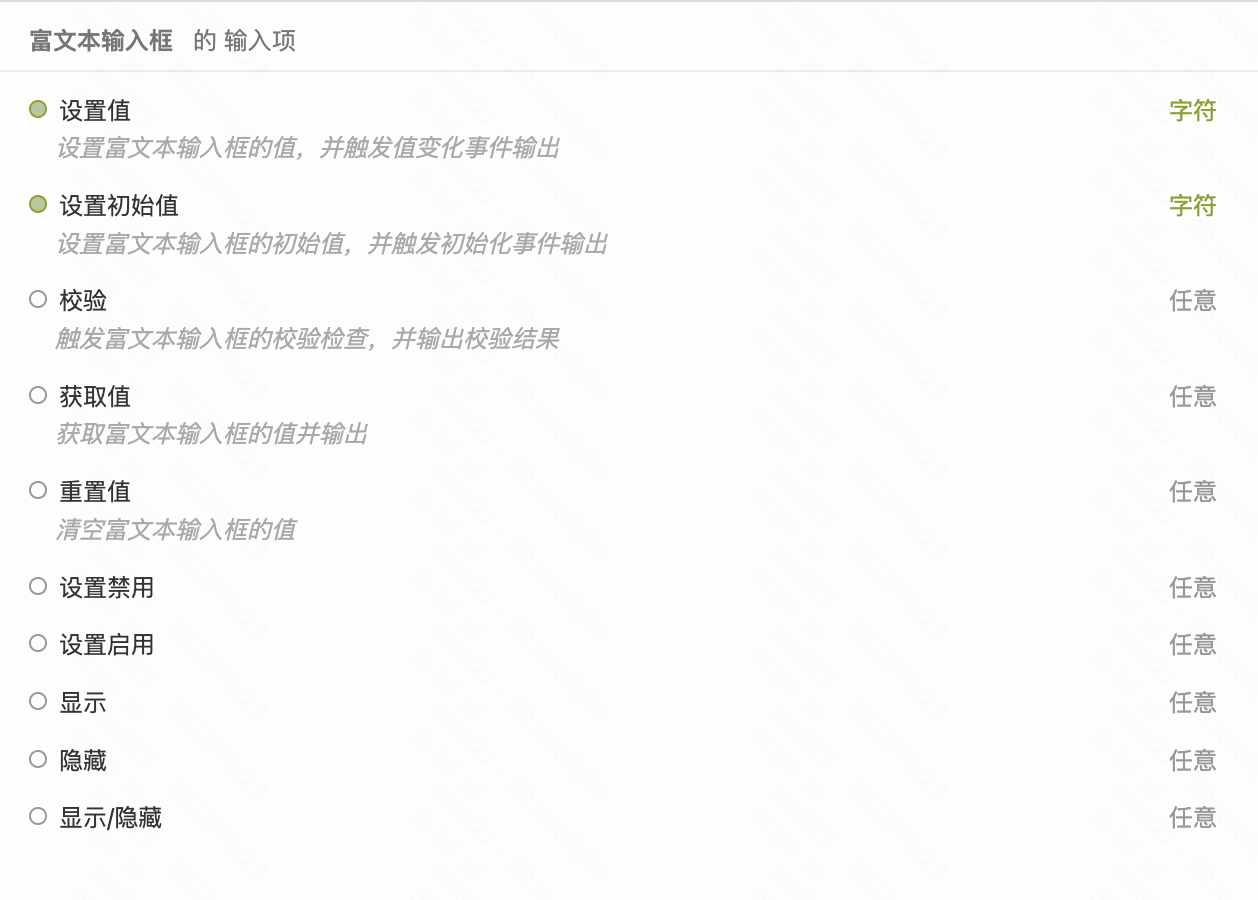 富文本输入框 的 输入项
设置值 字符
设置富文本输入框的值，并触发值变化事件输出
设置初始值 字符
设置富文本输入框的初始值，并触发初始化事件输出
校验 任意
触发富文本输入框的校验检查，并输出校验结果
获取值 任意
获取富文本输入框的值并输出
重置值 任意
清空富文本输入框的值
设置禁用 任意
设置启用 任意
显示 任意
隐藏 任意
显示/隐藏 任意